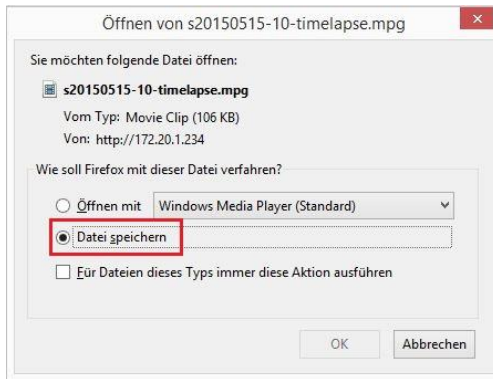 Öffnen von s20150515-10-timelapse.mpg
Sie möchten folgende Datei öffnen:
s20150515-10-timelapse.mpg
Vom Typ: Movie Clip (106 KB)
Von: http://172.20.1.234
Wie soll Firefox mit dieser Datei verfahren?
Öffnen mit Windows Media Player (Standard)
Datei speichern
Für Dateien dieses Typs immer diese Aktion ausführen
OK Abbrechen